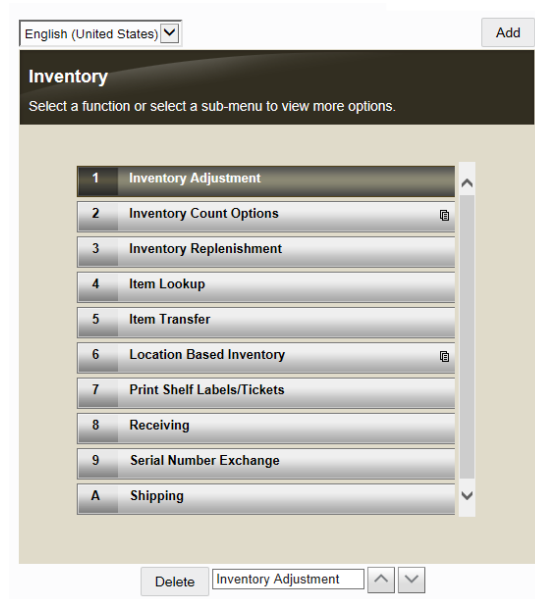 English (United States)
Add
Inventory
Select a function or select a sub-menu to view more options.
1 Inventory Adjustment
2 Inventory Count Options
3 Inventory Replenishment
4 Item Lookup
5 Item Transfer
6 Location Based Inventory
7 Print Shelf Labels/Tickets
8 Receiving
9 Serial Number Exchange
A Shipping
Delete Inventory Adjustment